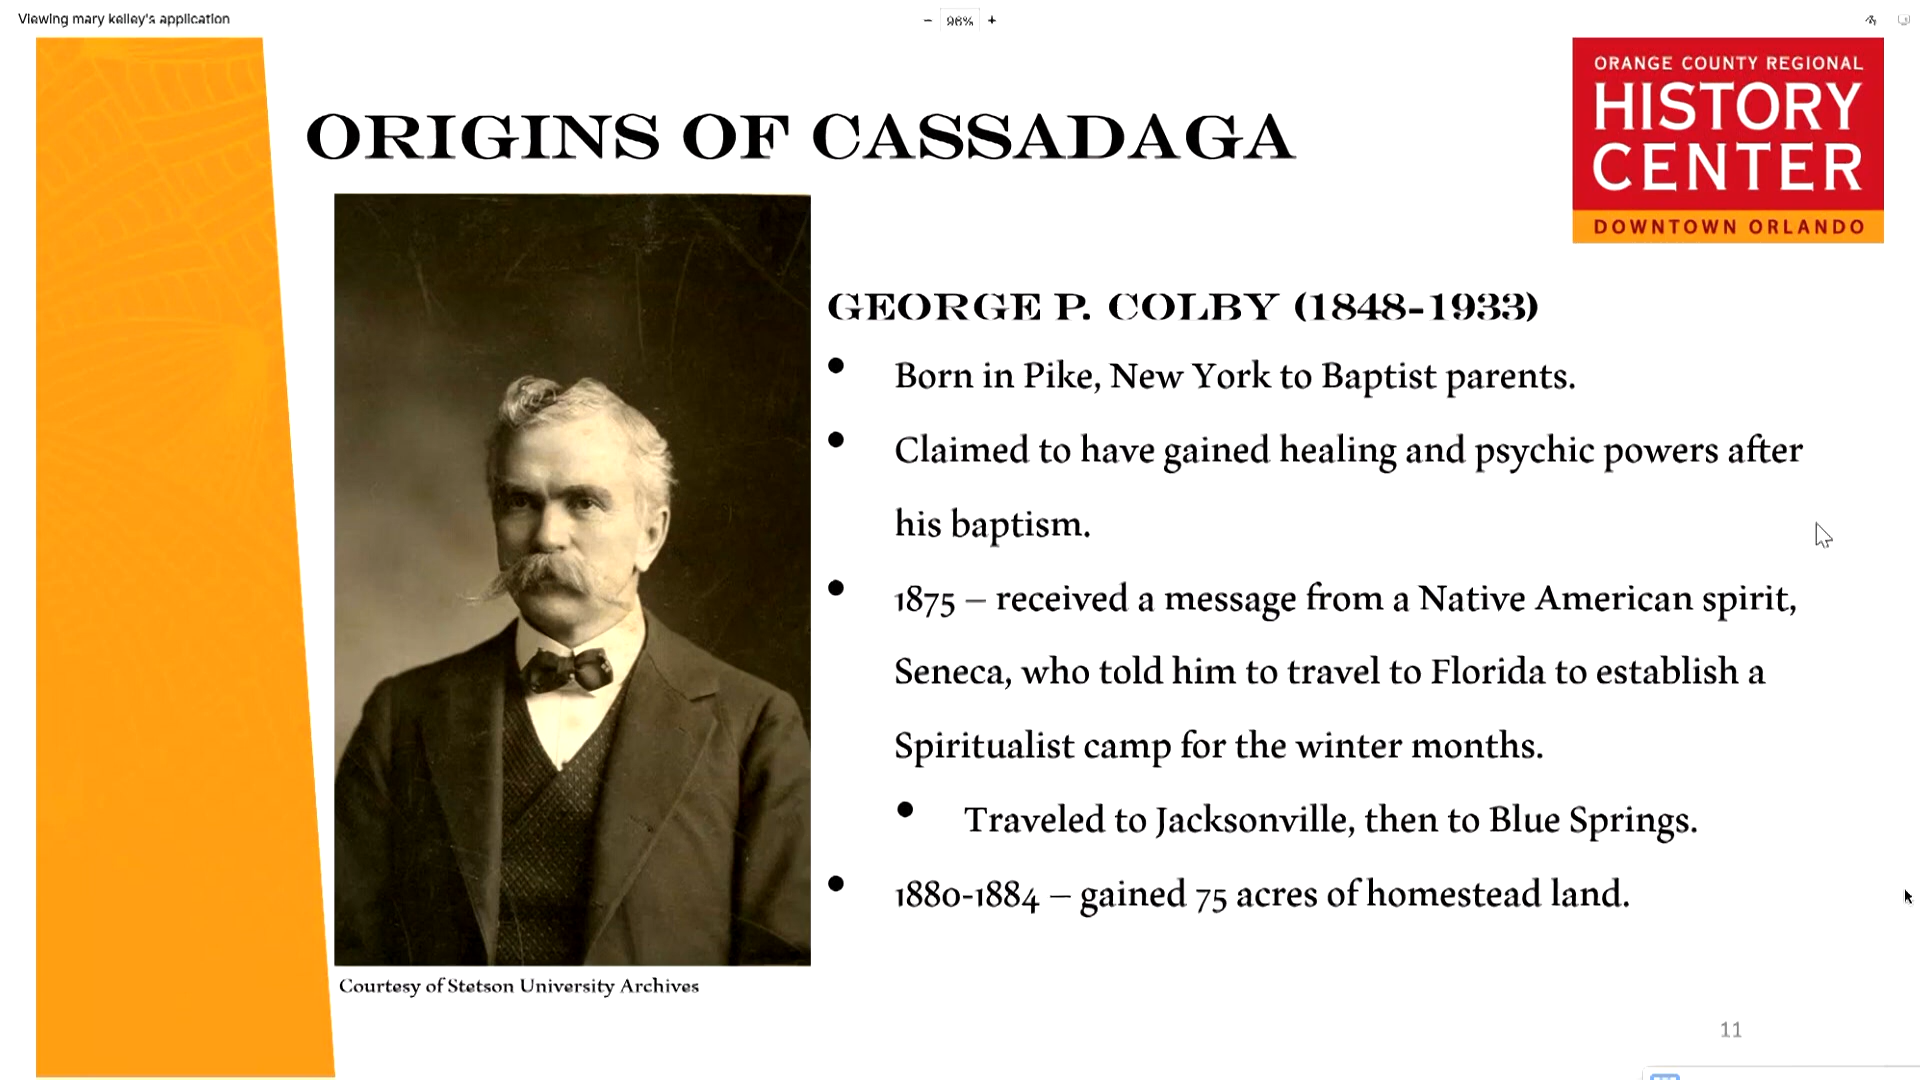 Viewing mary kelley's application
− 96% +
ORANGE COUNTY REGIONAL
HISTORY
CENTER
DOWNTOWN ORLANDO
ORIGINS OF CASSADAGA
GEORGE P. COLBY (1848-1933)
• Born in Pike, New York to Baptist parents.
• Claimed to have gained healing and psychic powers after
his baptism.
• 1875 – received a message from a Native American spirit,
Seneca, who told him to travel to Florida to establish a
Spiritualist camp for the winter months.
• Traveled to Jacksonville, then to Blue Springs.
• 1880-1884 – gained 75 acres of homestead land.
Courtesy of Stetson University Archives
11